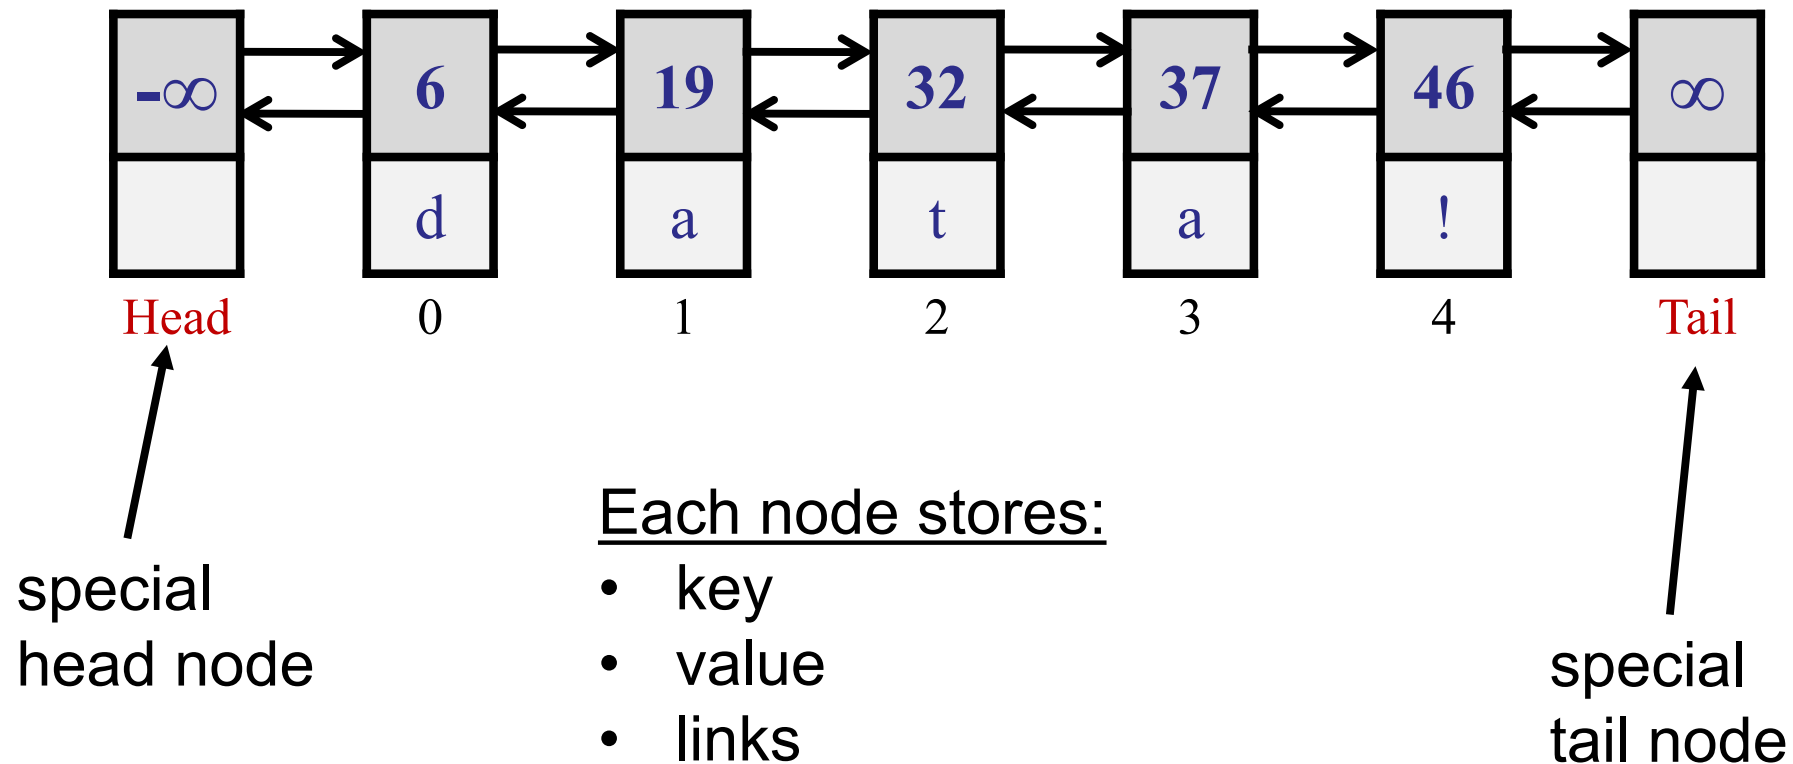 -∞ 6 19 32 37 46 ∞
d a t a !
Head 0 1 2 3 4 Tail
Each node stores:
special
• key
head node
• value
special
• links
tail node